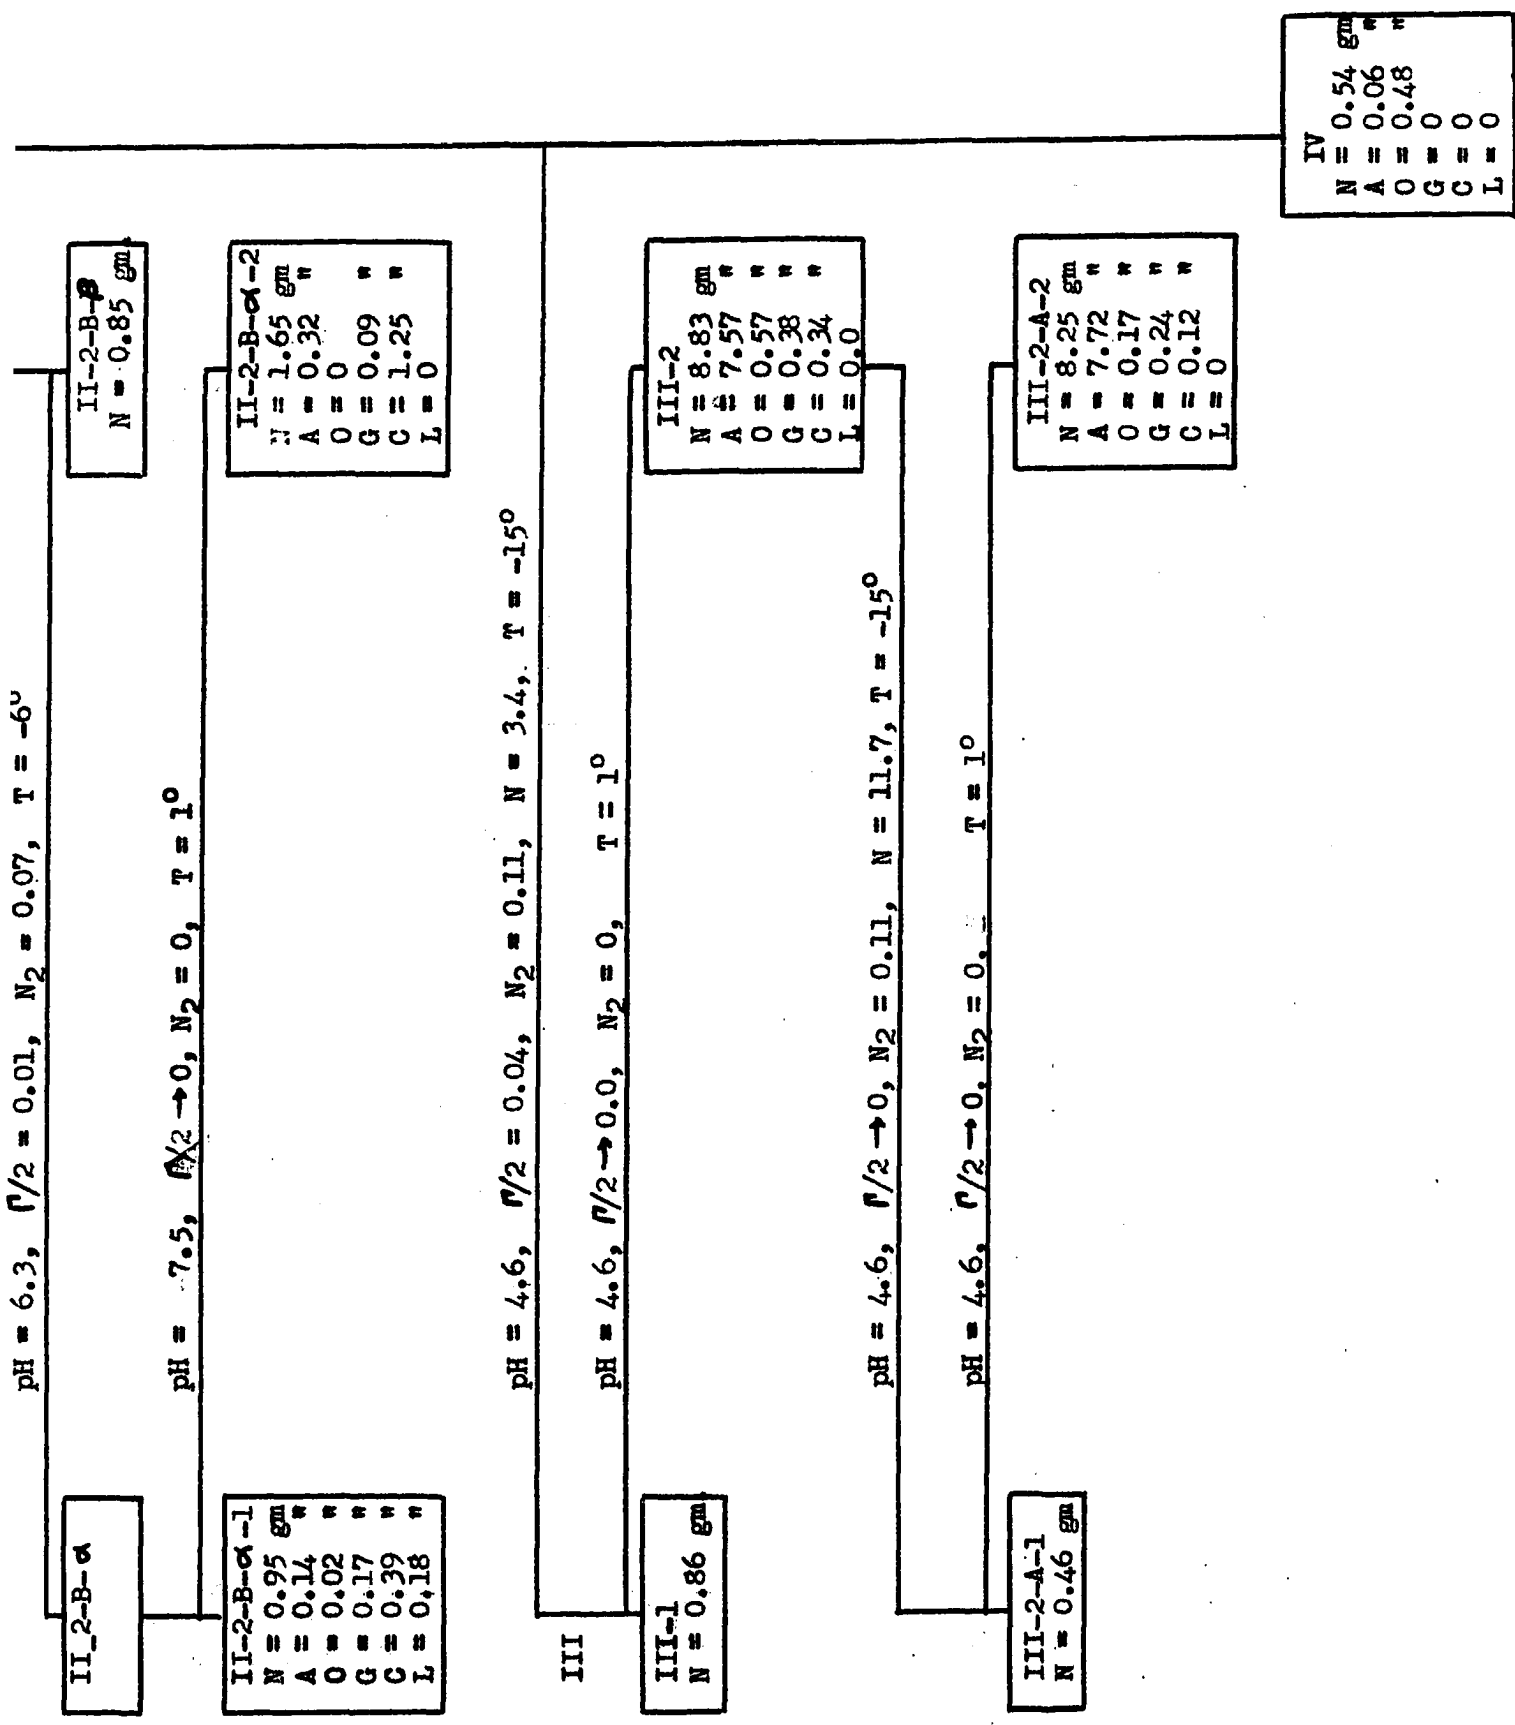 pH = 6.3, Γ/2 = 0.01, N2 = 0.07, T = -6°
II_2-B-α
II-2-B-β
N = 0.85 gm.
pH = 7.5, Γ/2→0, N2 = 0, T = 1°
II-2-B-α-1
N = 0.95 gm
A = 0.14 "
O = 0.02 "
G = 0.17 "
C = 0.39 "
L = 0.18 "
II-2-B-α-2
N = 1.65 gm
A = 0.32 "
O = 0
G = 0.09 "
C = 1.25 "
L = 0
pH = 4.6, Γ/2 = 0.04, N2 = 0.11, N = 3.4, T = -15°
III
pH = 4.6, Γ/2→0.0, N2 = 0, T = 1°
III-1
N = 0.86 gm.
III-2
N = 8.83 gm
A = 7.57 "
O = 0.57 "
G = 0.38 "
C = 0.34 "
L = 0.0
pH = 4.6, Γ/2→0, N2 = 0.11, N = 11.7, T = -15°
pH = 4.6, Γ/2→0, N2 = 0. T = 1°
III-2-A-1
N = 0.46 gm
III-2-A-2
N = 8.25 gm
A = 7.72 "
O = 0.17 "
G = 0.24 "
C = 0.12 "
L = 0
IV
N = 0.54 gm
A = 0.06 "
O = 0.48 "
G = 0
C = 0
L = 0